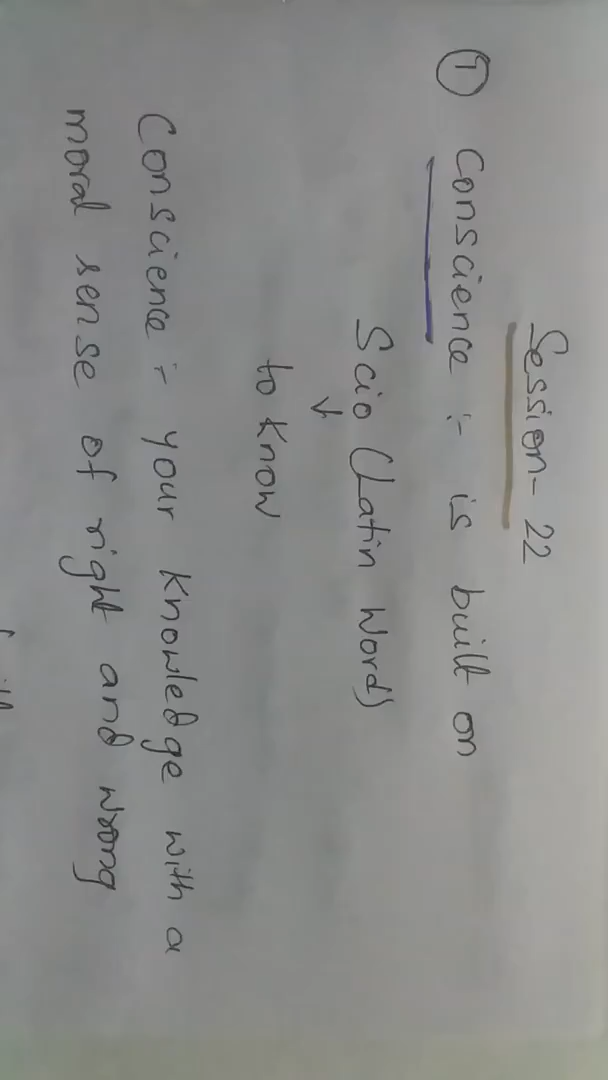 Session- 22
① Conscience :- is built on
Scio (Latin Word)
↓
to Know
Conscience :- your Knowledge with a
moral sense of right and wrong